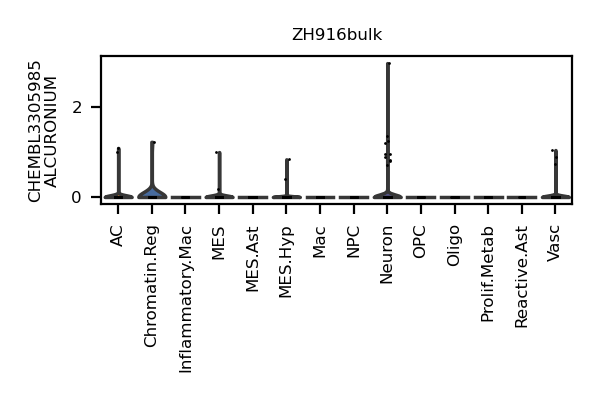 ZH916bulk
CHEMBL3305985
ALCURONIUM
2
0
AC
Chromatin.Reg
Inflammatory.Mac
MES
MES.Ast
MES.Hyp
Mac
NPC
Neuron
OPC
Oligo
Prolif.Metab
Reactive.Ast
Vasc